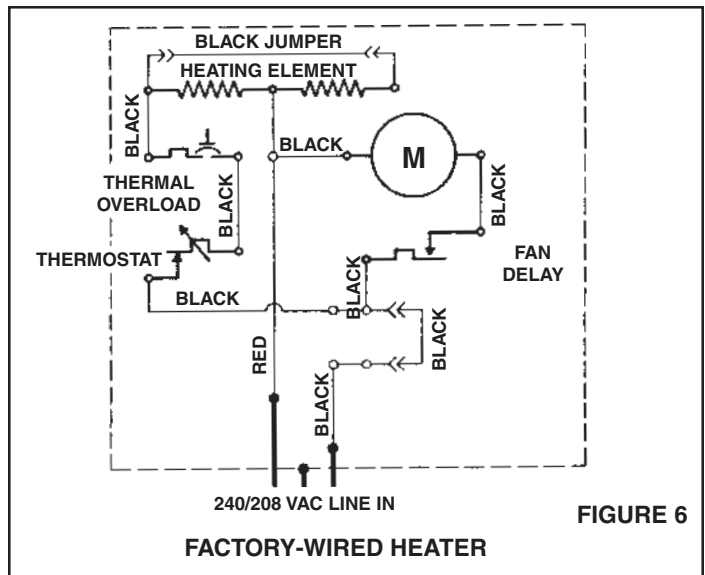 BLACK JUMPER
HEATING ELEMENT
BLACK
BLACK
M
THERMAL
OVERLOAD
BLACK
BLACK
THERMOSTAT
FAN
DELAY
BLACK
BLACK
BLACK
RED
BLACK
240/208 VAC LINE IN
FIGURE 6
FACTORY-WIRED HEATER